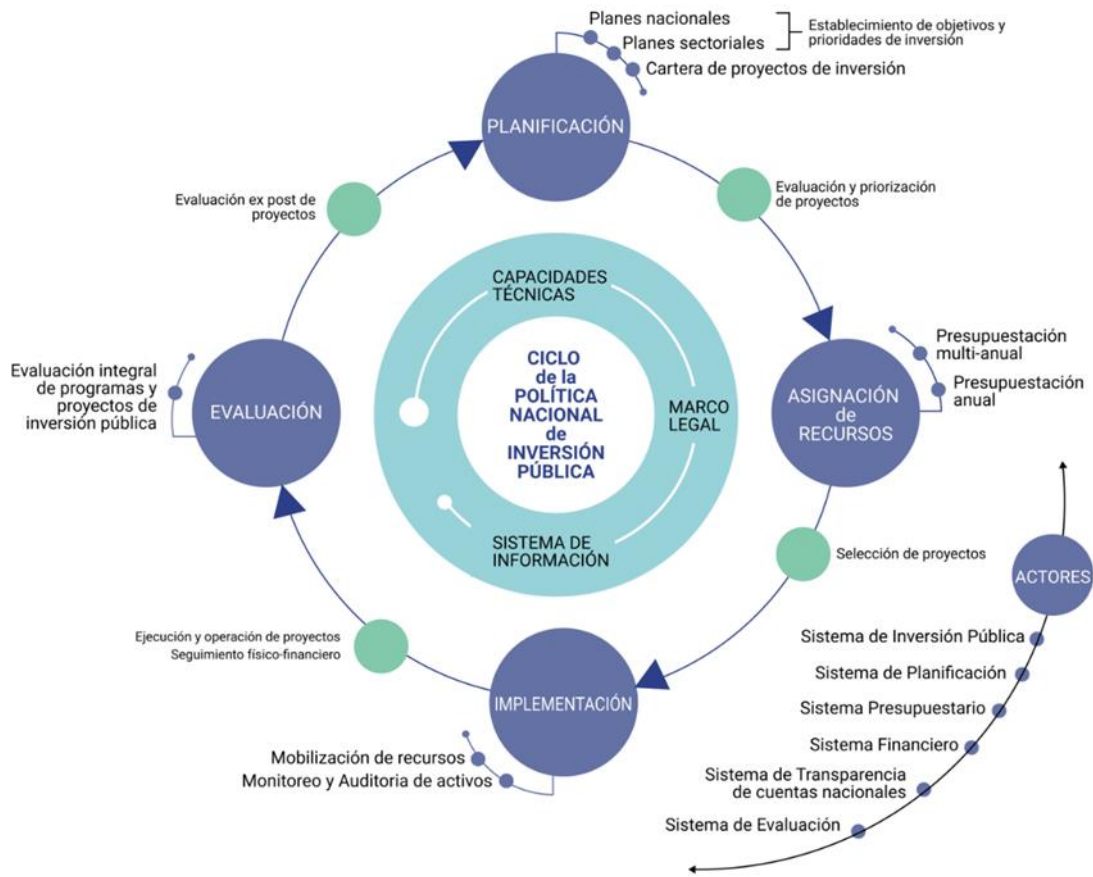 Planes nacionales
Planes sectoriales
Establecimiento de objetivos y
prioridades de inversión
Cartera de proyectos de inversión
PLANIFICACIÓN
Evaluación ex post de
proyectos
Evaluación y priorización
de proyectos
CAPACIDADES
TÉCNICAS
CICLO
de la
POLÍTICA
NACIONAL
de
INVERSIÓN
PÚBLICA
MARCO
LEGAL
SISTEMA DE
INFORMACIÓN
Evaluación integral
de programas y
proyectos de
inversión pública
EVALUACIÓN
Presupuestación
multi-anual
Presupuestación
anual
ASIGNACIÓN
de
RECURSOS
Selección de proyectos
Ejecución y operación de proyectos
Seguimiento físico-financiero
IMPLEMENTACIÓN
Mobilización de recursos
Monitoreo y Auditoria de activos
ACTORES
Sistema de Inversión Pública
Sistema de Planificación
Sistema Presupuestario
Sistema Financiero
Sistema de Transparencia
de cuentas nacionales
Sistema de Evaluación